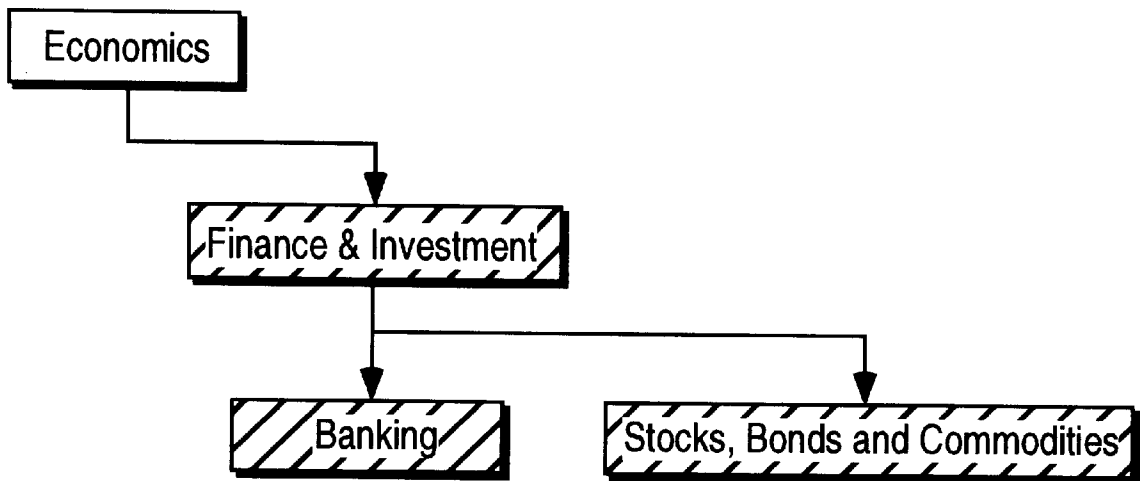 Economics
Finance & Investment
Banking
Stocks, Bonds and Commodities